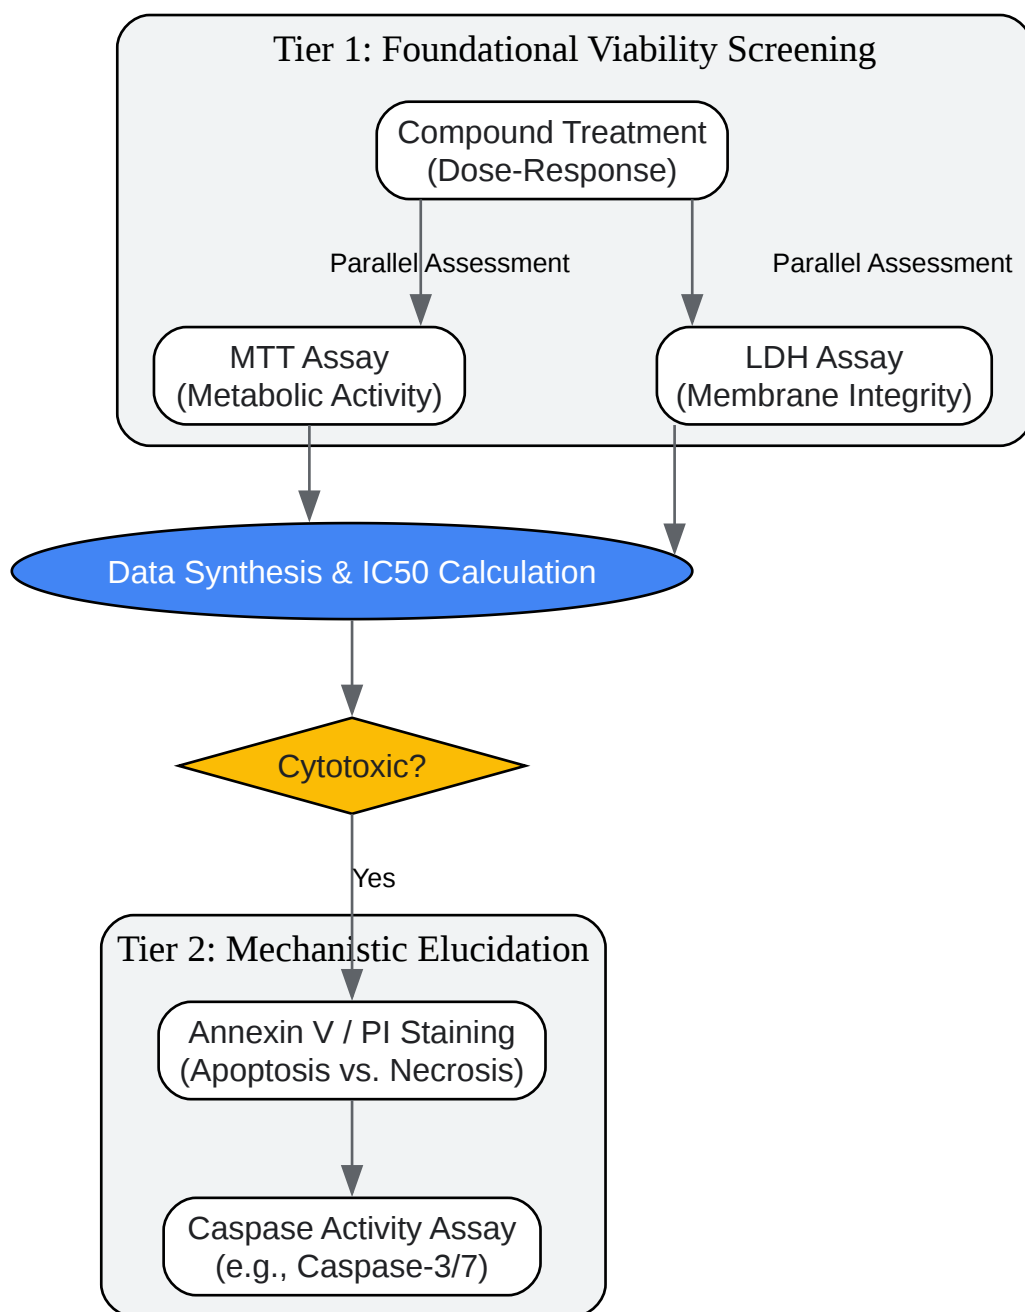 Tier 1: Foundational Viability Screening
Compound Treatment
(Dose-Response)
Parallel Assessment
Parallel Assessment
MTT Assay
(Metabolic Activity)
LDH Assay
(Membrane Integrity)
Data Synthesis & IC50 Calculation
Cytotoxic?
Yes
Tier 2: Mechanistic Elucidation
Annexin V / PI Staining
(Apoptosis vs. Necrosis)
Caspase Activity Assay
(e.g., Caspase-3/7)